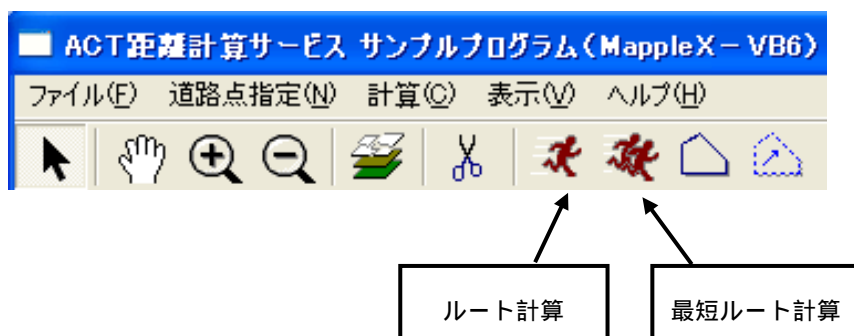 ACT距離計算サービス サンプルプログラム(MappleX－VB6)
ファイル(F) 道路点指定(N) 計算(C) 表示(V) ヘルプ(H)
ルート計算 最短ルート計算